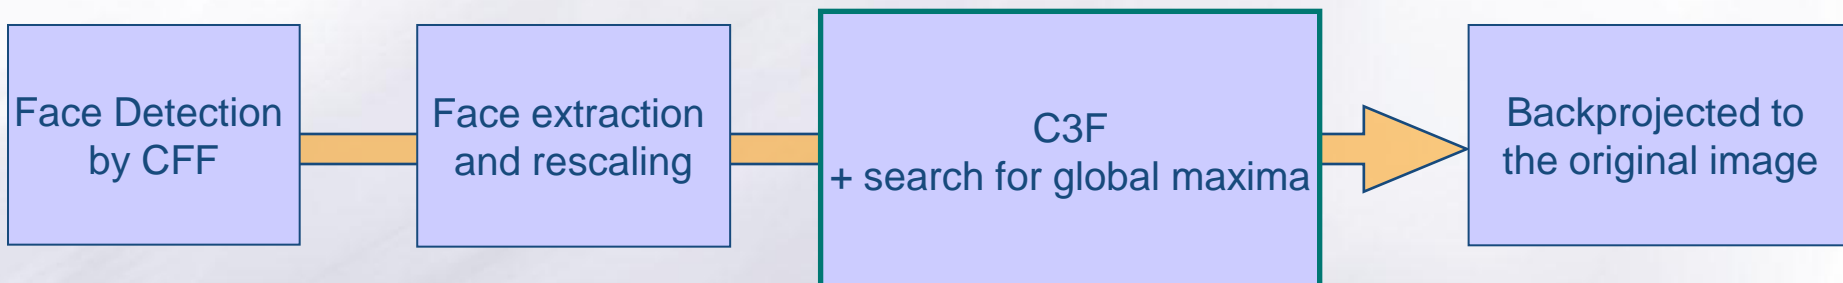 Face Detection
by CFF
Face extraction
and rescaling
C3F
+ search for global maxima
Backprojected to
the original image